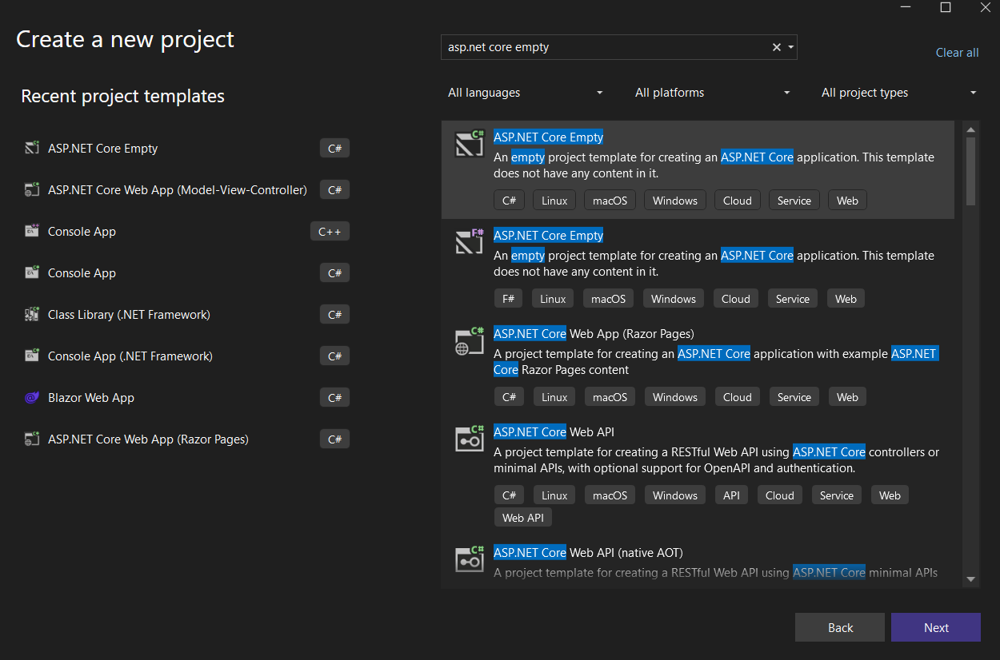 Create a new project
asp.net core empty
Clear all
Recent project templates
All languages
All platforms
All project types
ASP.NET Core Empty
C#
ASP.NET Core Web App (Model-View-Controller)
C#
Console App
C++
Console App
C#
Class Library (.NET Framework)
C#
Console App (.NET Framework)
C#
Blazor Web App
C#
ASP.NET Core Web App (Razor Pages)
C#
C#
ASP.NET Core Empty
An empty project template for creating an ASP.NET Core application. This template
does not have any content in it.
C# Linux macOS Windows Cloud Service Web
F#
ASP.NET Core Empty
An empty project template for creating an ASP.NET Core application. This template
does not have any content in it.
F# Linux macOS Windows Cloud Service Web
C#
ASP.NET Core Web App (Razor Pages)
A project template for creating an ASP.NET Core application with example ASP.NET
Core Razor Pages content
C# Linux macOS Windows Cloud Service Web
C#
ASP.NET Core Web API
A project template for creating a RESTful Web API using ASP.NET Core controllers or
minimal APIs, with optional support for OpenAPI and authentication.
C# Linux macOS Windows API Cloud Service Web
Web API
C#
ASP.NET Core Web API (native AOT)
A project template for creating a RESTful Web API using ASP.NET Core minimal APIs
Back
Next